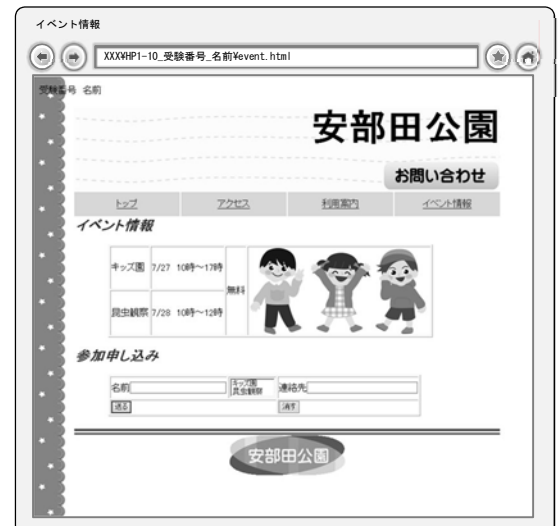 イベント情報
XXX¥HP1-10_受験番号_名前¥event.html
受験番号 名前
安部田公園
お問い合わせ
トップ アクセス 利用案内 イベント情報
イベント情報
キッズ園 7/27 10時～17時
無料
昆虫観察 7/28 10時～12時
参加申し込み
名前 キッズ園 連絡先
昆虫観察
送る 消す
安部田公園